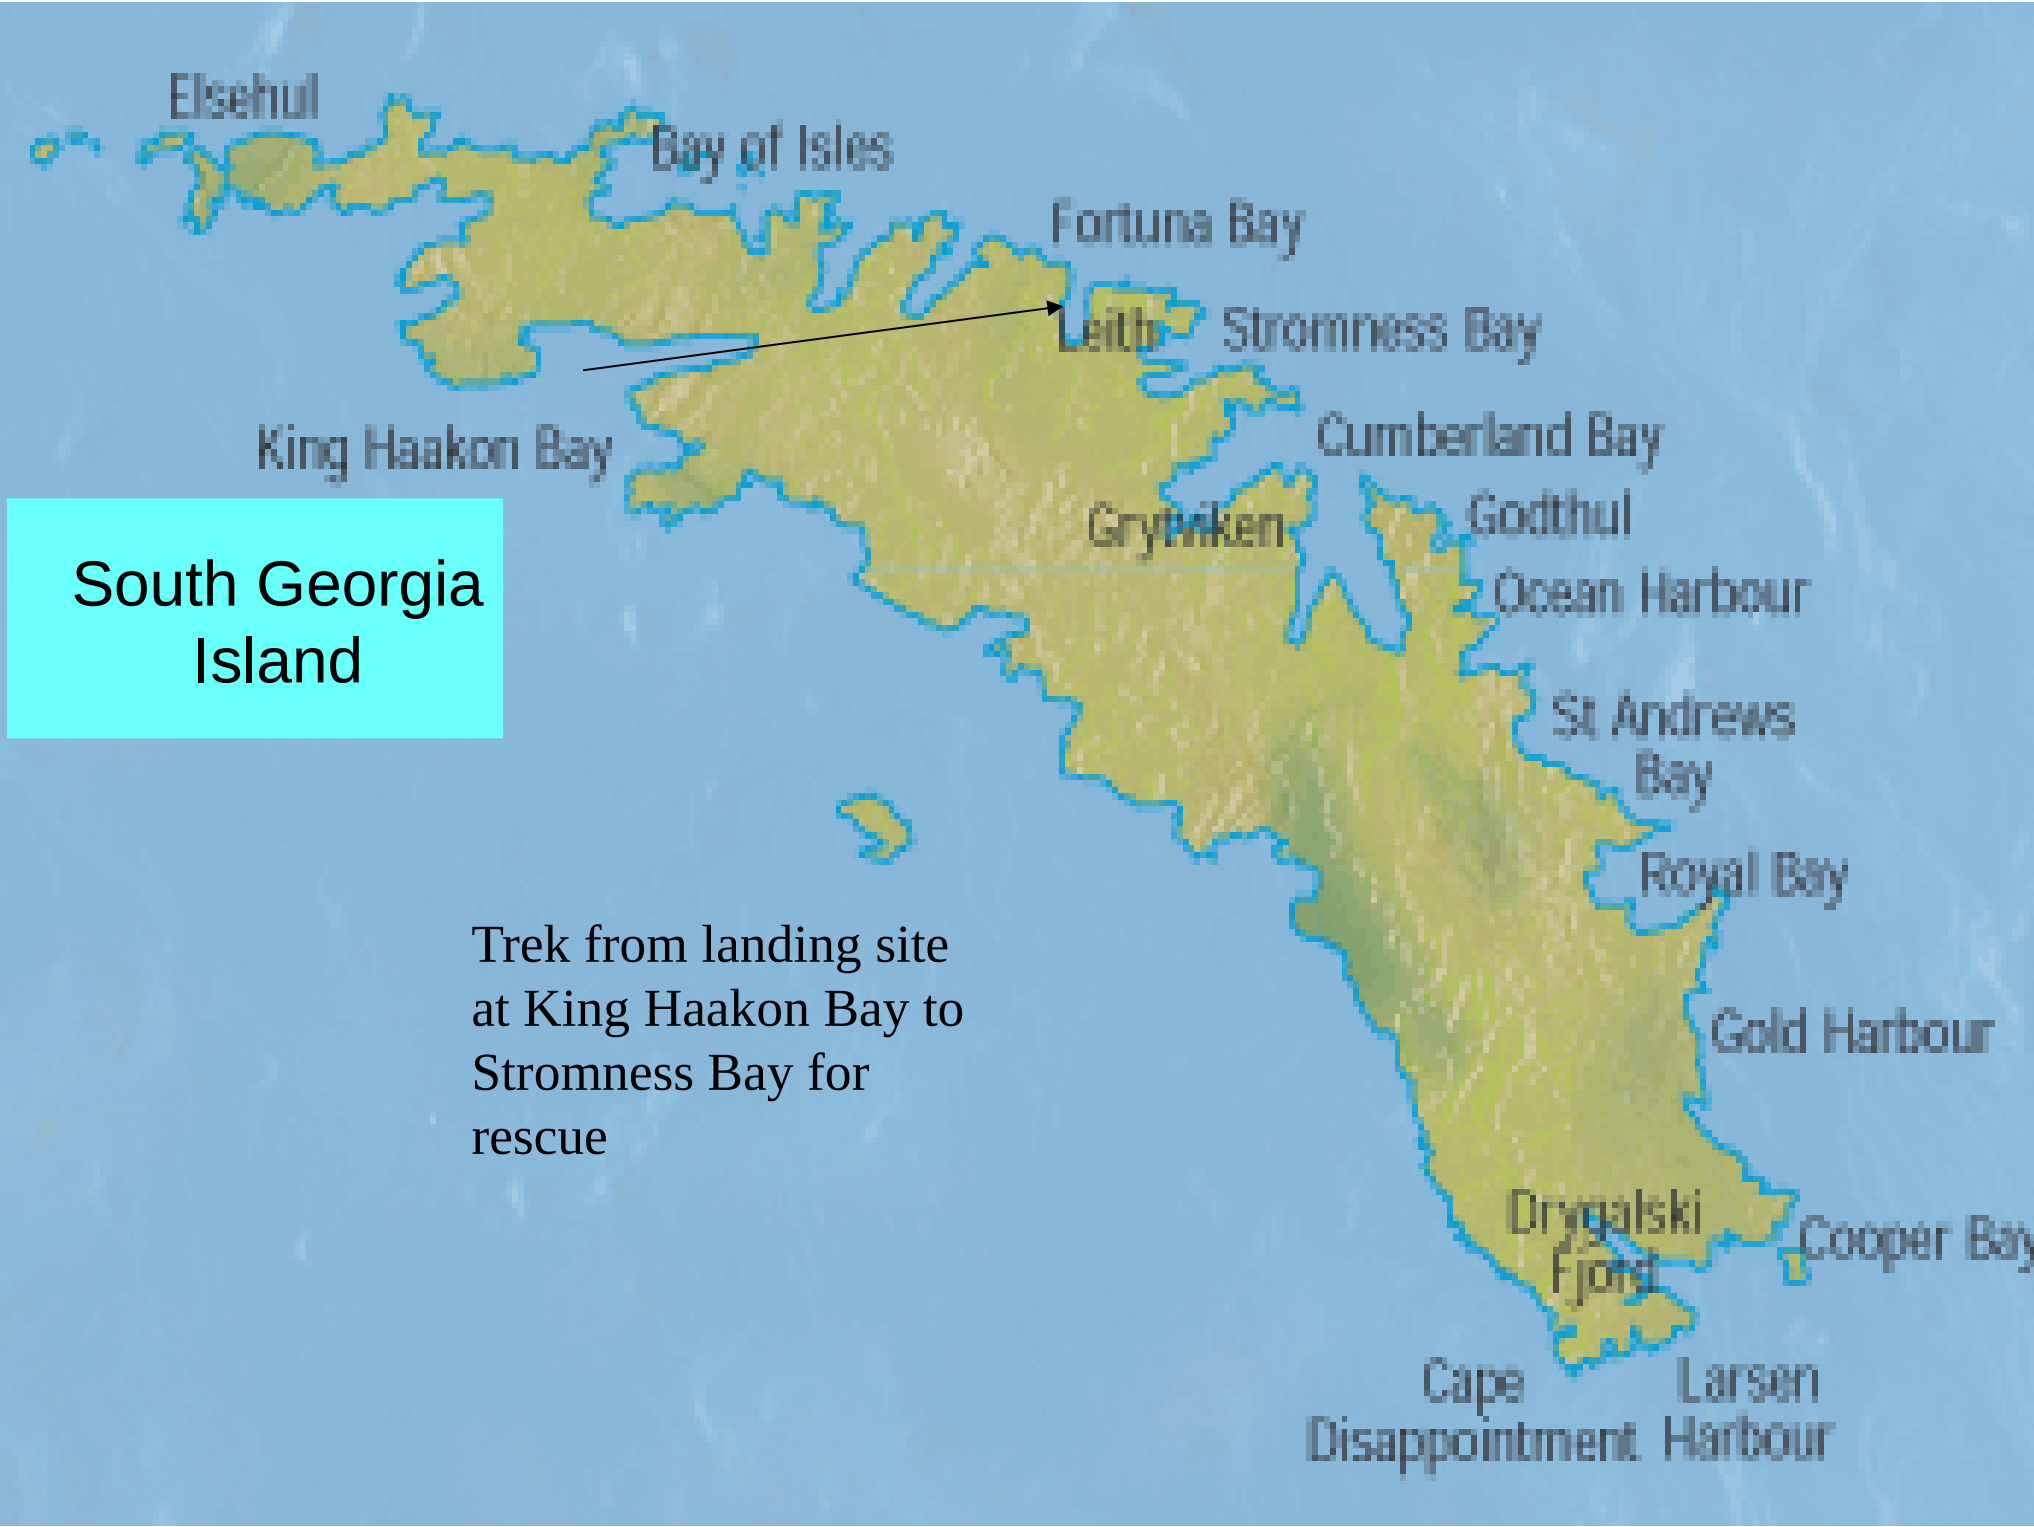 Elsehul
Bay of Isles
Fortuna Bay
Leith
Stromness Bay
King Haakon Bay
Cumberland Bay
Grytviken
Godthul
South Georgia
Island
Ocean Harbour
St Andrews
Bay
Royal Bay
Trek from landing site
at King Haakon Bay to
Stromness Bay for
rescue
Gold Harbour
Drygalski
Fjord
Cooper Bay
Cape
Disappointment
Larsen
Harbour